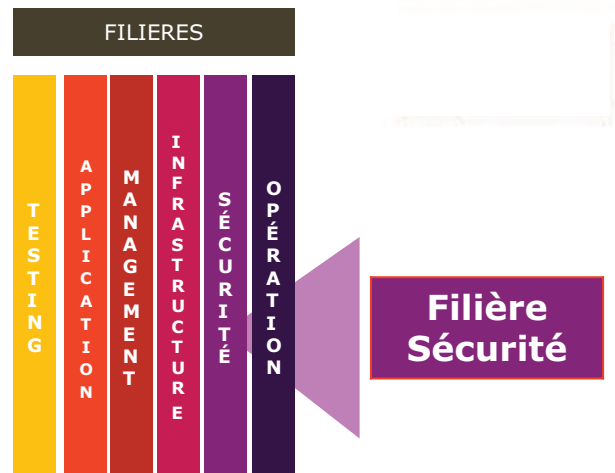 FILIERES
TESTING
APPLICATION
MANAGEMENT
INFRASTRUCTURE
SÉCURITÉ
OPÉRATION
Filière
Sécurité